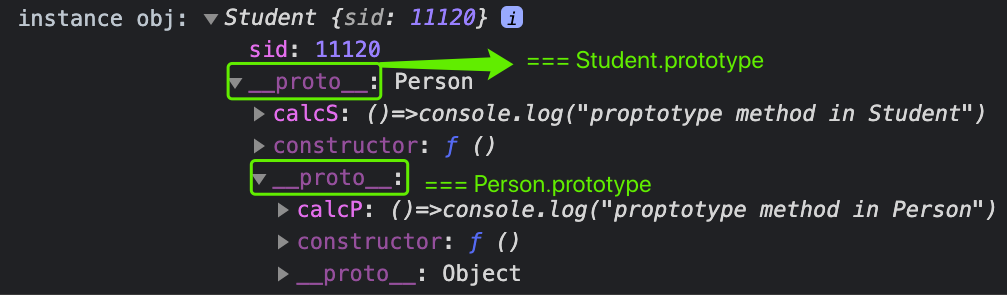 instance obj: ▼Student {sid: 11120} i
sid: 11120
▼__proto__: Person === Student.prototype
▶calcS: ()=>console.log("proptotype method in Student")
▶constructor: ƒ ()
▼__proto__: === Person.prototype
▶calcP: ()=>console.log("proptotype method in Person")
▶constructor: ƒ ()
▶__proto__: Object